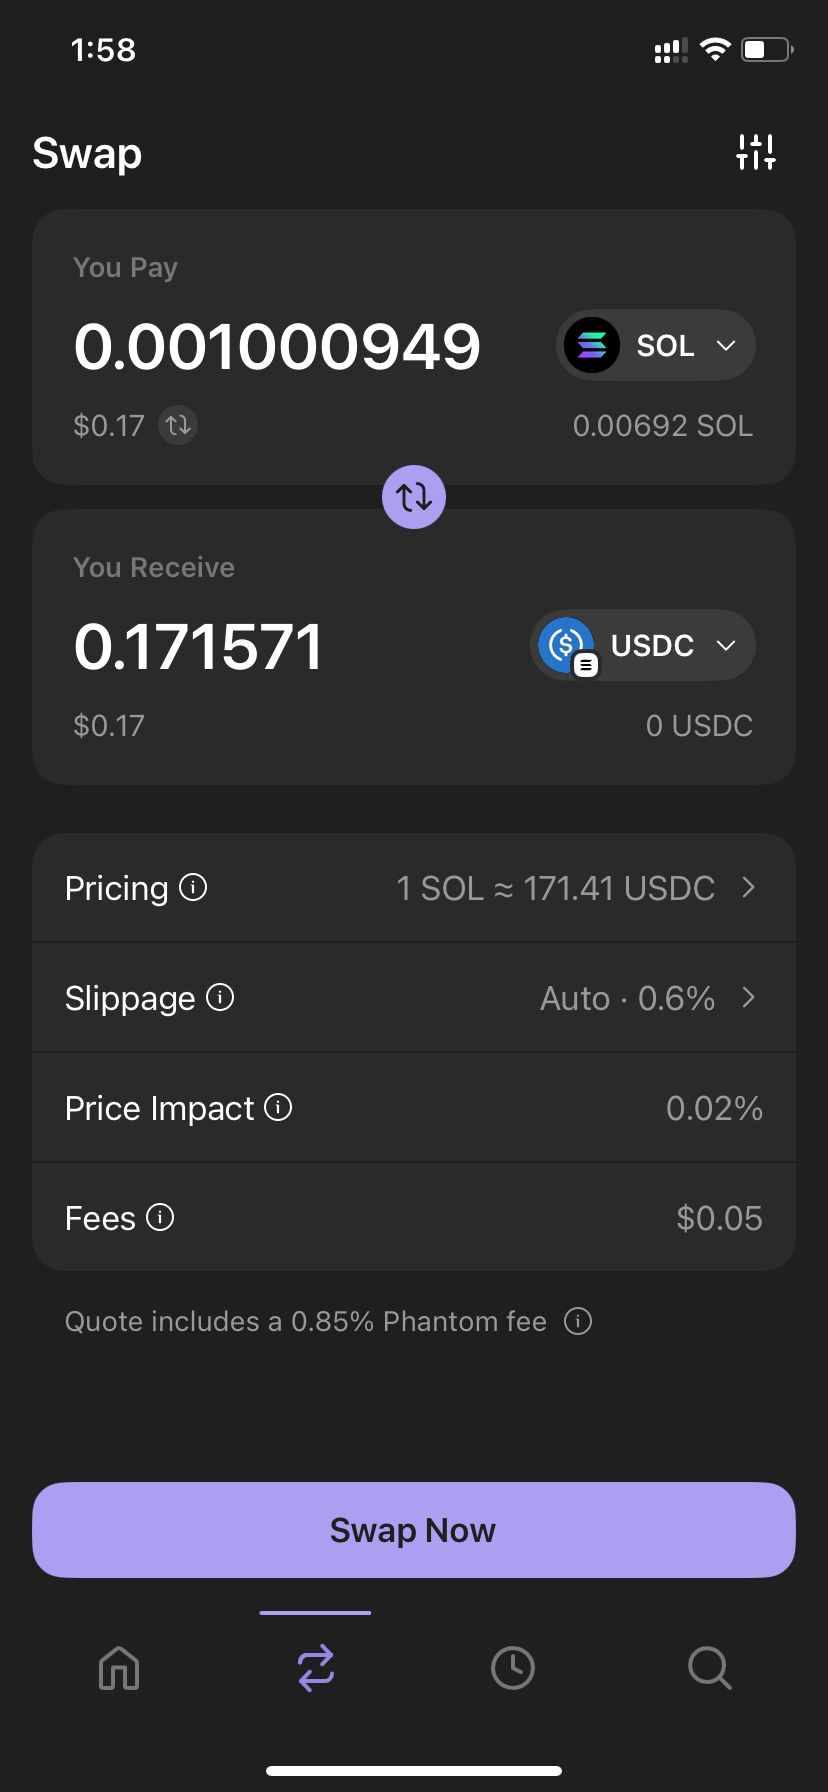 1:58
Swap
You Pay
0.001000949
SOL
$0.17
0.00692 SOL
You Receive
0.171571
USDC
$0.17
0 USDC
Pricing
1 SOL ≈ 171.41 USDC
Slippage
Auto · 0.6%
Price Impact
0.02%
Fees
$0.05
Quote includes a 0.85% Phantom fee
Swap Now